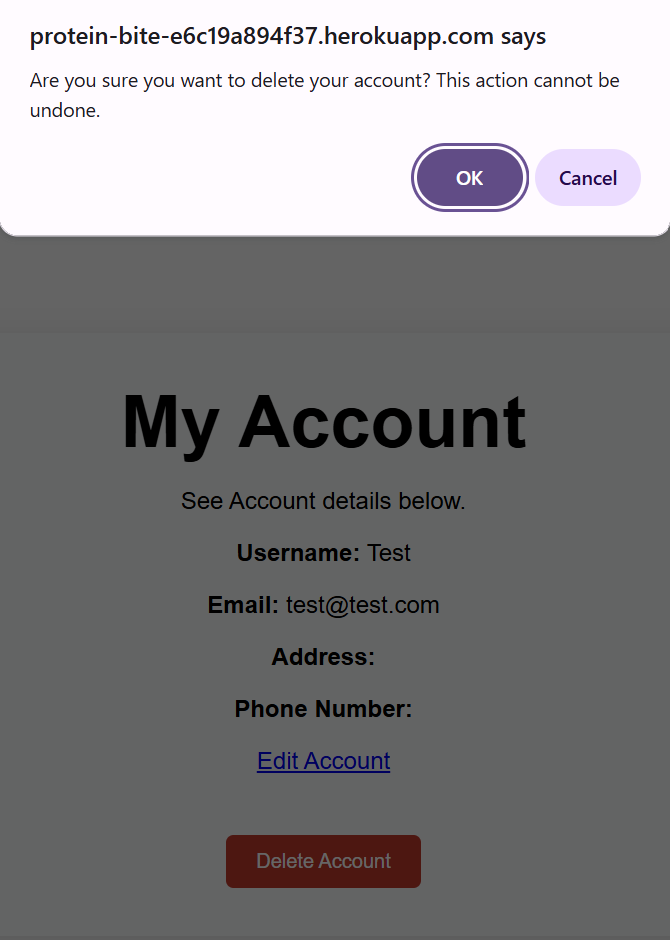 protein-bite-e6c19a894f37.herokuapp.com says
Are you sure you want to delete your account? This action cannot be
undone.
OK
Cancel
My Account
See Account details below.
Username: Test
Email: test@test.com
Address:
Phone Number:
Edit Account
Delete Account